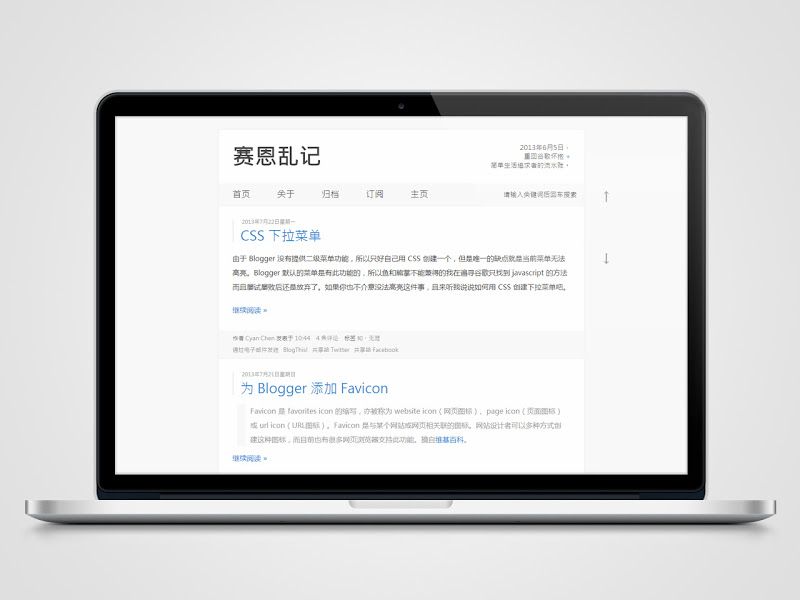 赛恩乱记
2013年6月5日，
重回谷歌怀抱。
简单生活追求者的流水账。
首页 关于 归档 订阅 主页
请输入关键词后回车搜索
↑
↓
2013年7月22日星期一
CSS 下拉菜单
由于 Blogger 没有提供二级菜单功能，所以只好自己用 CSS 创建一个，但是唯一的缺点就是当前菜单无法
高亮。Blogger 默认的菜单是有此功能的，所以鱼和熊掌不能兼得的我在遍寻谷歌只找到 javascript 的方法
而且屡试屡败后还是放弃了。如果你也不介意没法高亮这件事，且来听我说说如何用 CSS 创建下拉菜单吧。
继续阅读 »
作者 Cyan Chen 发表于 10:44 4 条评论 标签 知·无涯
通过电子邮件发送 BlogThis! 共享给 Twitter 共享给 Facebook
2013年7月21日星期日
为 Blogger 添加 Favicon
Favicon 是 favorites icon 的缩写，亦被称为 website icon（网页图标）、page icon（页面图标）
或 url icon（URL图标）。Favicon 是与某个网站或网页相关联的图标。网站设计者可以多种方式创
建这种图标，而目前也有很多网页浏览器支持此功能。摘自维基百科。
继续阅读 »